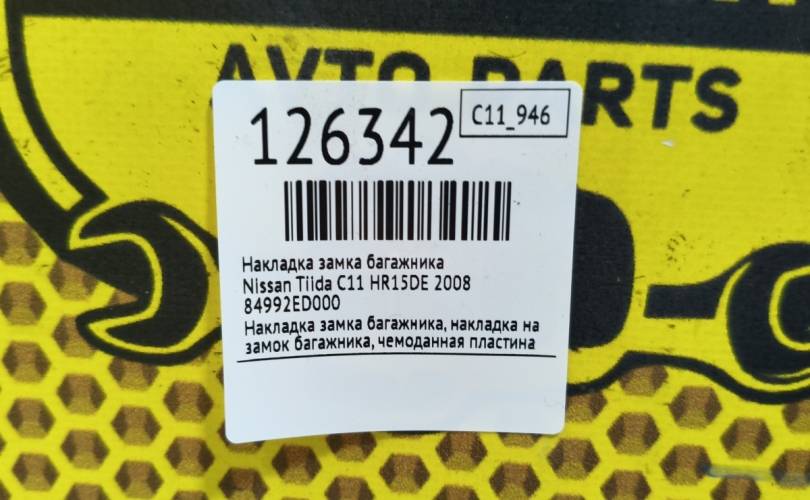 AVTO PARTS
126342
C11_946
Накладка замка багажника
Nissan Tiida C11 HR15DE 2008
84992ED000
Накладка замка багажника, накладка на
замок багажника, чемоданная пластина